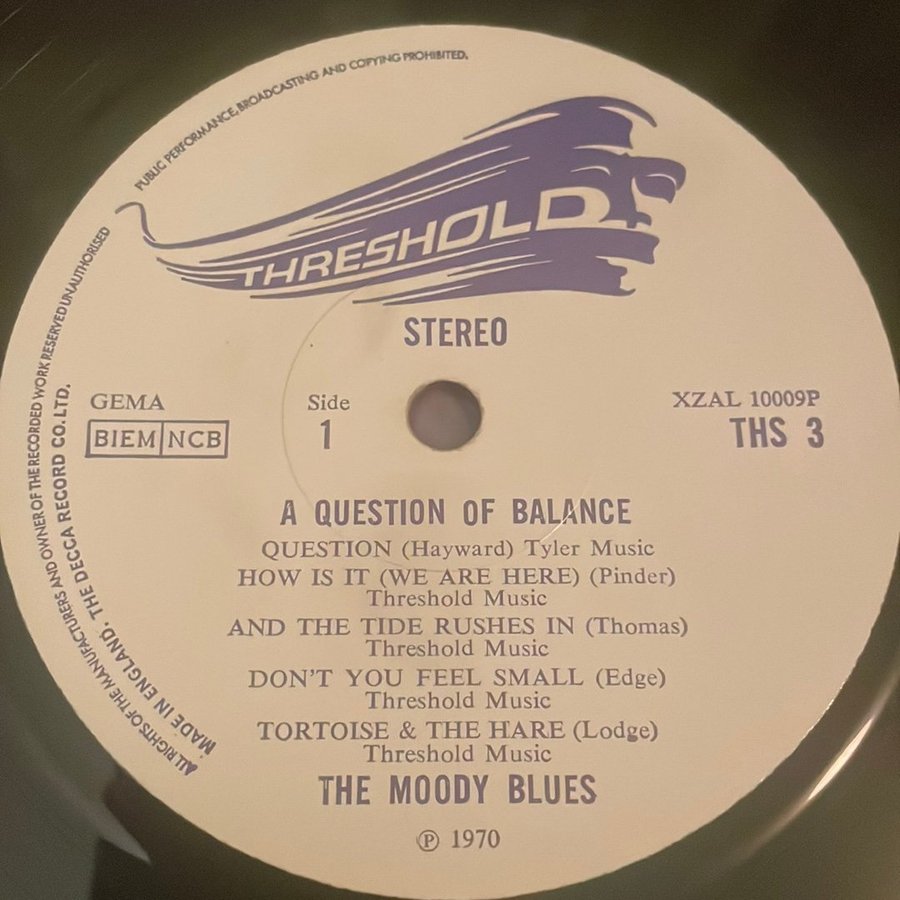 PUBLIC PERFORMANCE, BROADCASTING AND COPYING PROHIBITED.
ALL RIGHTS OF THE MANUFACTURERS AND OWNER OF THE RECORDED WORK RESERVED UNAUTHORISED
MADE IN ENGLAND. THE DECCA RECORD CO. LTD.
THRESHOLD
STEREO
GEMA
BIEM NCB
Side
1
XZAL 10009P
THS 3
A QUESTION OF BALANCE
QUESTION (Hayward) Tyler Music
HOW IS IT (WE ARE HERE) (Pinder)
Threshold Music
AND THE TIDE RUSHES IN (Thomas)
Threshold Music
DON'T YOU FEEL SMALL (Edge)
Threshold Music
TORTOISE & THE HARE (Lodge)
Threshold Music
THE MOODY BLUES
℗ 1970